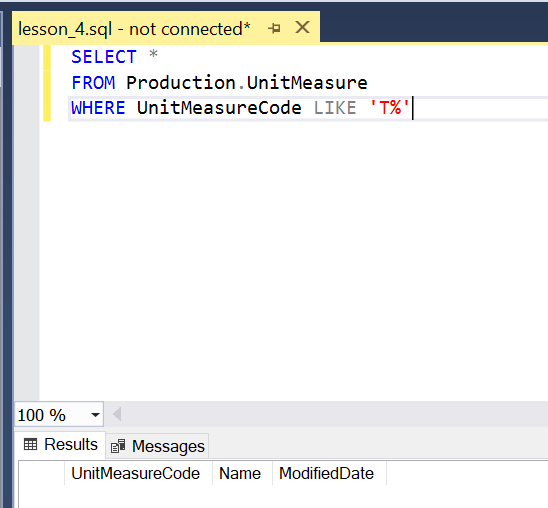 lesson_4.sql - not connected*
SELECT *
FROM Production.UnitMeasure
WHERE UnitMeasureCode LIKE 'T%'
100 %
Results Messages
UnitMeasureCode Name ModifiedDate